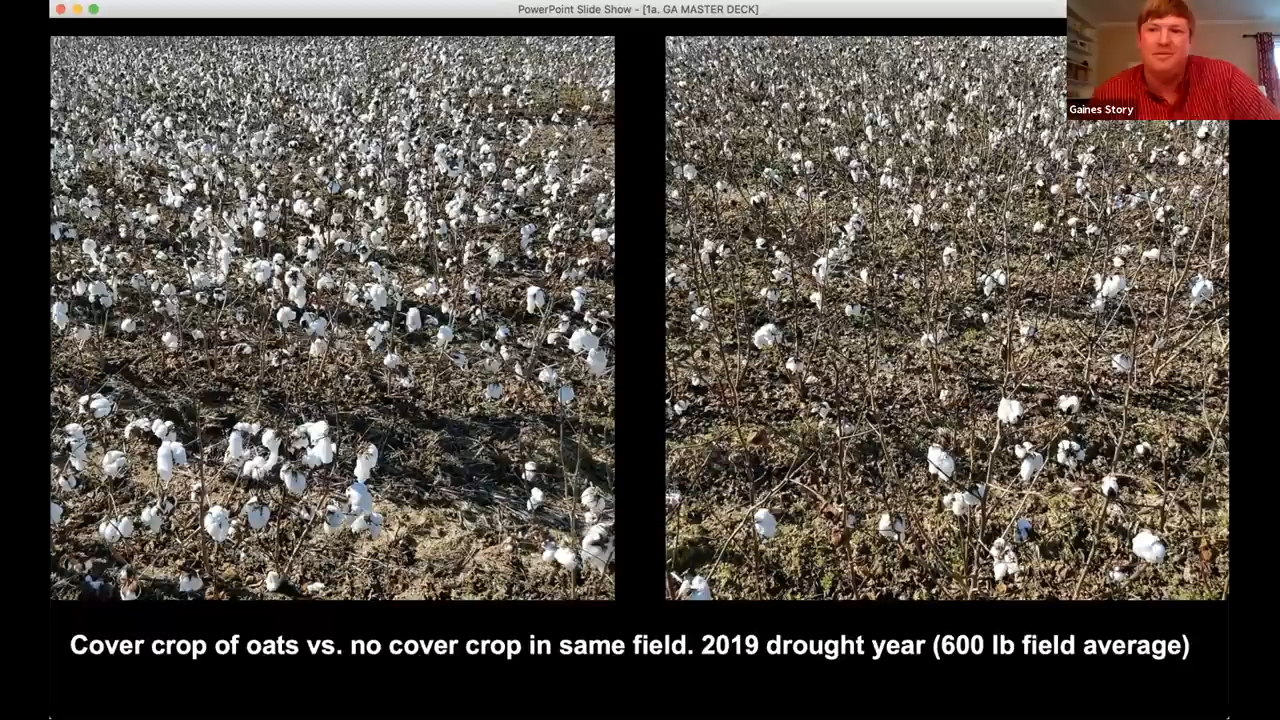 PowerPoint Slide Show - [1a. GA MASTER DECK]
Gaines Story
Cover crop of oats vs. no cover crop in same field. 2019 drought year (600 lb field average)